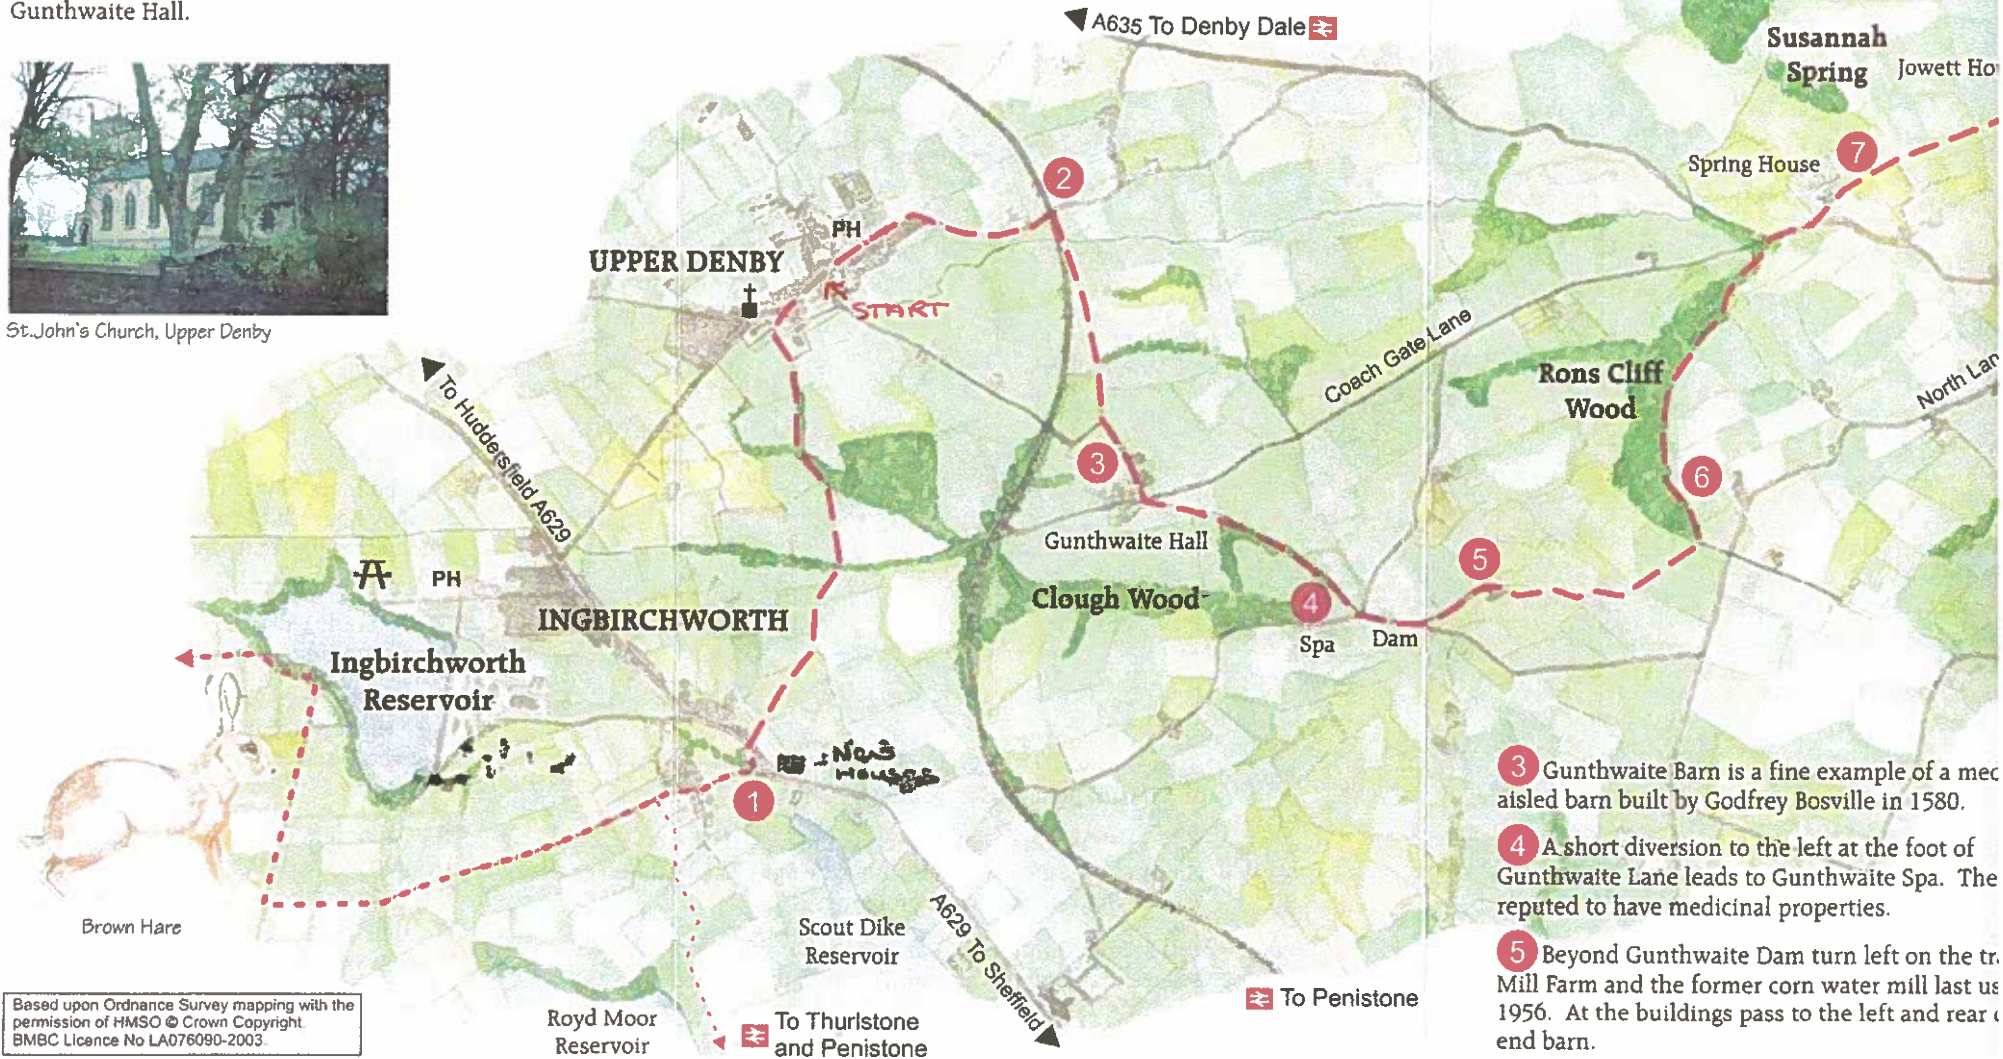 Gunthwaite Hall.
St.John's Church, Upper Denby
A635 To Denby Dale
Susannah
Spring
Jowett Ho
Spring House
7
2
PH
UPPER DENBY
START
To Huddersfield A629
Coach Gate Lane
Rons Cliff
Wood
North Lan
3
6
Gunthwaite Hall
Clough Wood
4
5
Spa
Dam
PH
INGBIRCHWORTH
Ingbirchworth
Reservoir
No 3
Houses
1
Brown Hare
Scout Dike
Reservoir
A629 To Sheffield
Royd Moor
Reservoir
To Thurlstone
and Penistone
To Penistone
Based upon Ordnance Survey mapping with the
permission of HMSO © Crown Copyright.
BMBC Licence No LA076090-2003.
3 Gunthwaite Barn is a fine example of a med
aisled barn built by Godfrey Bosville in 1580.
4 A short diversion to the left at the foot of
Gunthwaite Lane leads to Gunthwaite Spa. The
reputed to have medicinal properties.
5 Beyond Gunthwaite Dam turn left on the tr
Mill Farm and the former corn water mill last us
1956. At the buildings pass to the left and rear
end barn.